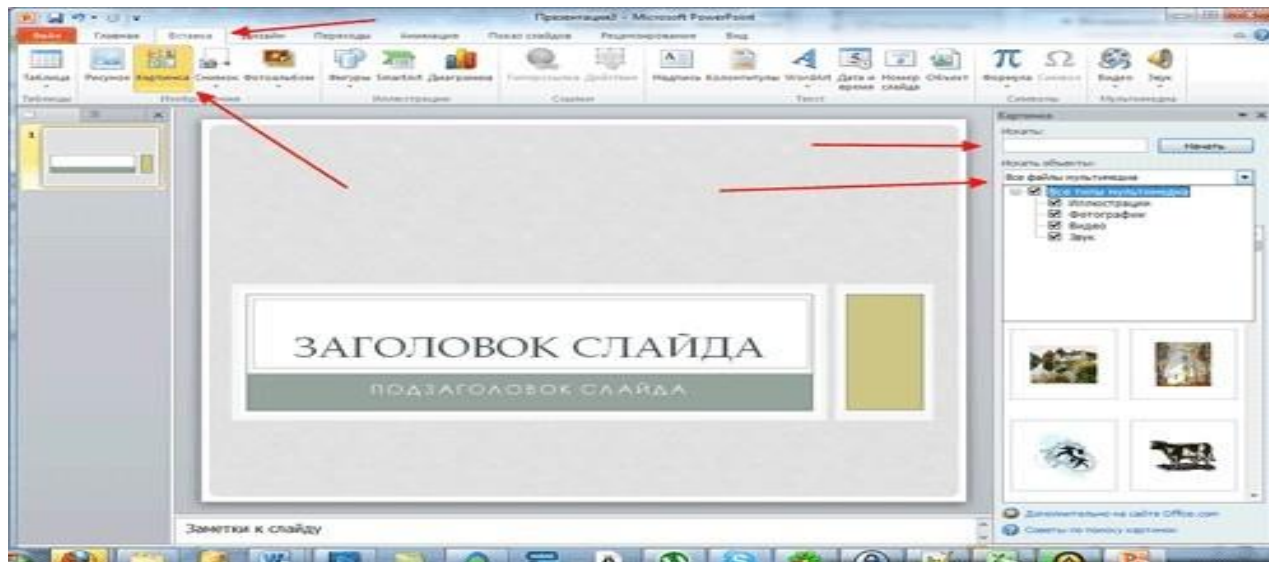 Презентация2 - Microsoft PowerPoint
Файл Главная Вставка Дизайн Переходы Анимация Показ слайдов Рецензирование Вид
Таблица Рисунок Картинка Снимок Фотоальбом Фигуры SmartArt Диаграмма Гиперссылка Действие Надпись Колонтитулы WordArt Дата и время Номер слайда Объект Формула Символ Видео Звук
Таблицы Изображения Иллюстрации Ссылки Текст Символы Мультимедиа
Картинка
Искать:
Начать
Искать объекты:
Все файлы мультимедиа
Все типы мультимедиа
Иллюстрации
Фотографии
Видео
Звук
1
ЗАГОЛОВОК СЛАЙДА
ПОДЗАГОЛОВОК СЛАЙДА
Дополнительно на сайте Office.com
Советы по поиску картинок
Заметки к слайду